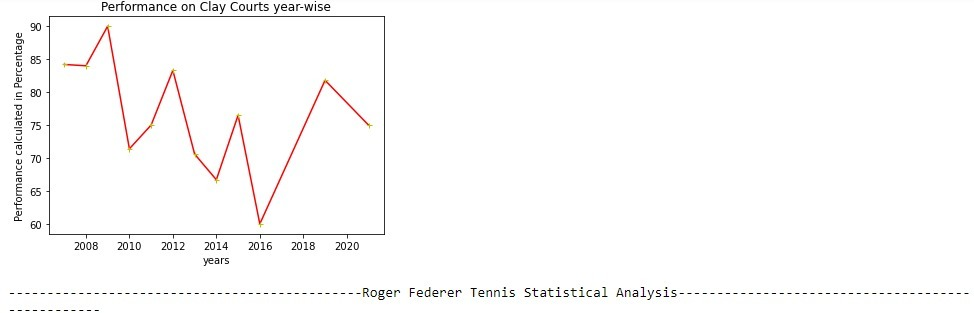 Performance on Clay Courts year-wise
Performance calculated in Percentage
90
85
80
75
70
65
60
2008 2010 2012 2014 2016 2018 2020
years
-----------------------------------------------Roger Federer Tennis Statistical Analysis---------------------------------------
------------